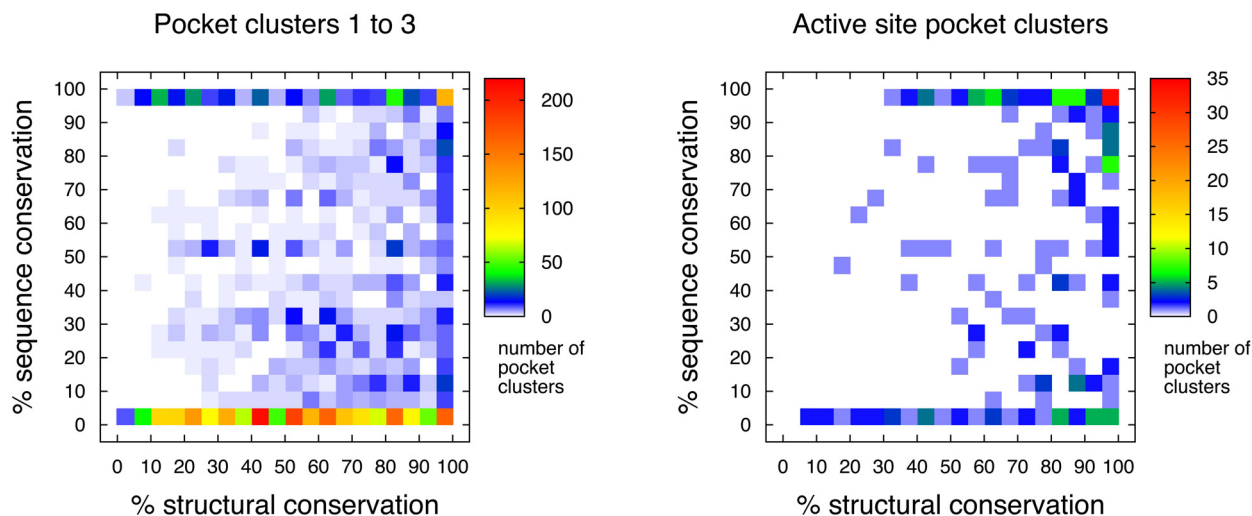 Pocket clusters 1 to 3
% sequence conservation
100
90
80
70
60
50
40
30
20
10
0
0 10 20 30 40 50 60 70 80 90 100
% structural conservation
200
150
100
50
0
number of
pocket
clusters
Active site pocket clusters
% sequence conservation
100
90
80
70
60
50
40
30
20
10
0
0 10 20 30 40 50 60 70 80 90 100
% structural conservation
35
30
25
20
15
10
5
0
number of
pocket
clusters